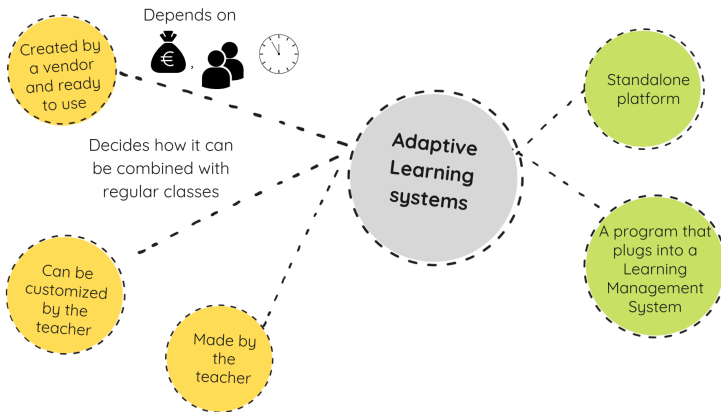 Depends on
€
,
Created by
a vendor
and ready
to use
Decides how it can
be combined with
regular classes
Can be
customized
by the
teacher
Made by
the
teacher
Adaptive
Learning
systems
Standalone
platform
A program that
plugs into a
Learning
Management
System